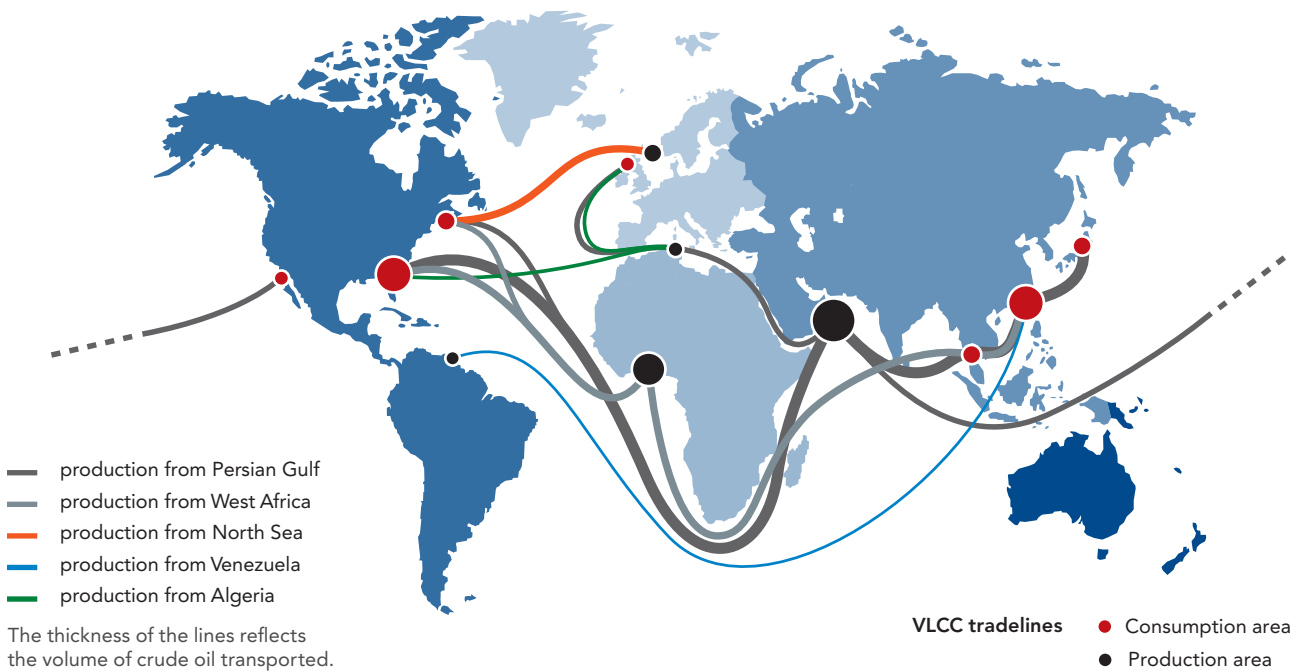 production from Persian Gulf
production from West Africa
production from North Sea
production from Venezuela
production from Algeria
The thickness of the lines reflects
the volume of crude oil transported.
VLCC tradelines
Consumption area
Production area